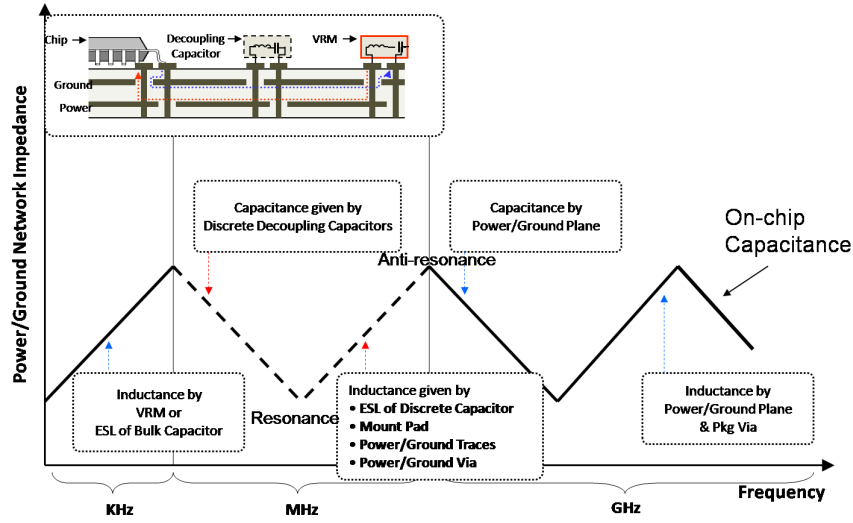 Chip
Decoupling
Capacitor
VRM
Ground
Power
Power/Ground Network Impedance
Capacitance given by
Discrete Decoupling Capacitors
Capacitance by
Power/Ground Plane
On-chip
Capacitance
Anti-resonance
Inductance by
VRM or
ESL of Bulk Capacitor
Resonance
Inductance given by
• ESL of Discrete Capacitor
• Mount Pad
• Power/Ground Traces
• Power/Ground Via
Inductance by
Power/Ground Plane
& Pkg Via
KHz
MHz
GHz
Frequency